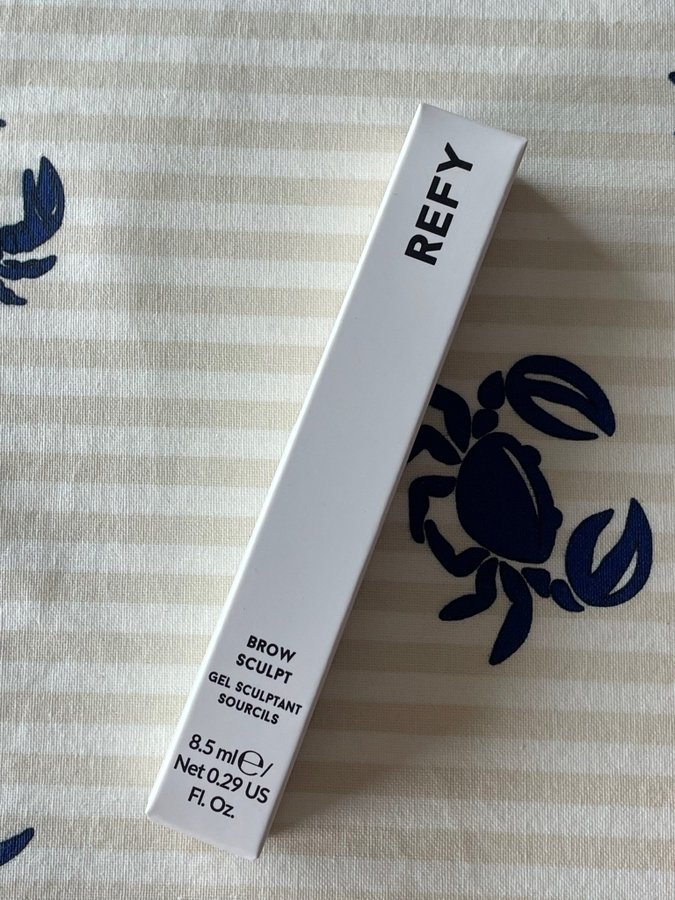 REFY
BROW
SCULPT
GEL SCULPTANT
SOURCILS
8.5 ml ℮/
Net 0.29 US
Fl. Oz.